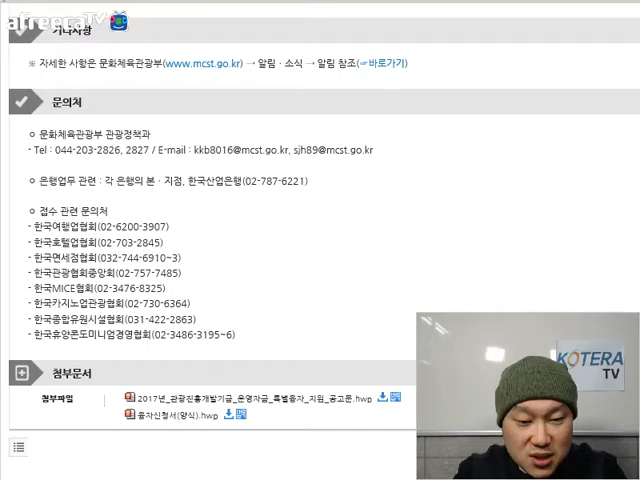 afreecaTV
기타사항
※ 자세한 사항은 문화체육관광부(www.mcst.go.kr) → 알림ㆍ소식 → 알림 참조(☞바로가기)
문의처
ㅇ 문화체육관광부 관광정책과
- Tel : 044-203-2826, 2827 / E-mail : kkb8016@mcst.go.kr, sjh89@mcst.go.kr
ㅇ 은행업무 관련 : 각 은행의 본ㆍ지점, 한국산업은행(02-787-6221)
ㅇ 접수 관련 문의처
- 한국여행업협회(02-6200-3907)
- 한국호텔업협회(02-703-2845)
- 한국면세점협회(032-744-6910~3)
- 한국관광협회중앙회(02-757-7485)
- 한국MICE협회(02-3476-8325)
- 한국카지노업관광협회(02-730-6364)
- 한국종합유원시설협회(031-422-2863)
- 한국휴양콘도미니엄경영협회(02-3486-3195~6)
첨부문서
첨부파일
2017년_관광진흥개발기금_운영자금_특별융자_지원_공고문.hwp
융자신청서(양식).hwp
KOTERA
TV